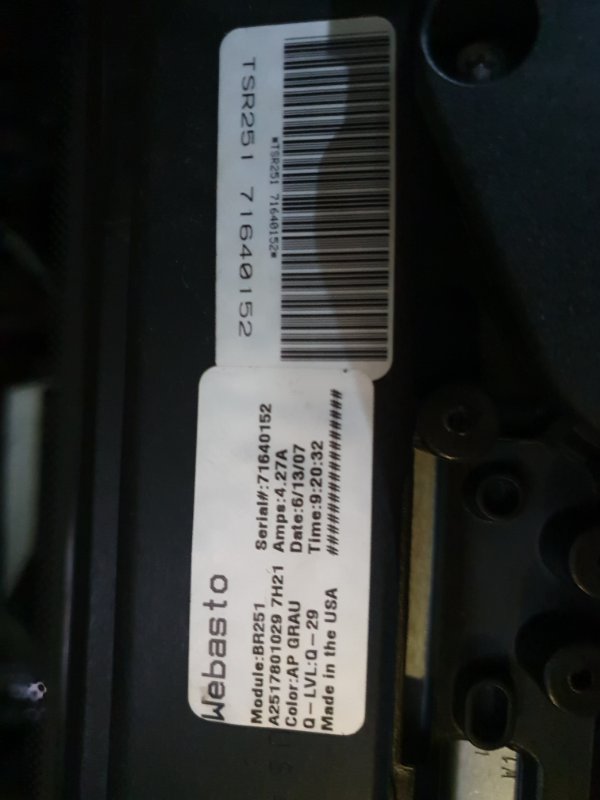 TSR251 71640152
*TSR251 71640152*
Webasto
Module:BR251
A2517801029 7H21
Color:AP GRAU
Q-LVL:Q-29
Made in the USA
Serial#:71640152
Amps:4.27A
Date:6/13/07
Time:9:20:32
##################